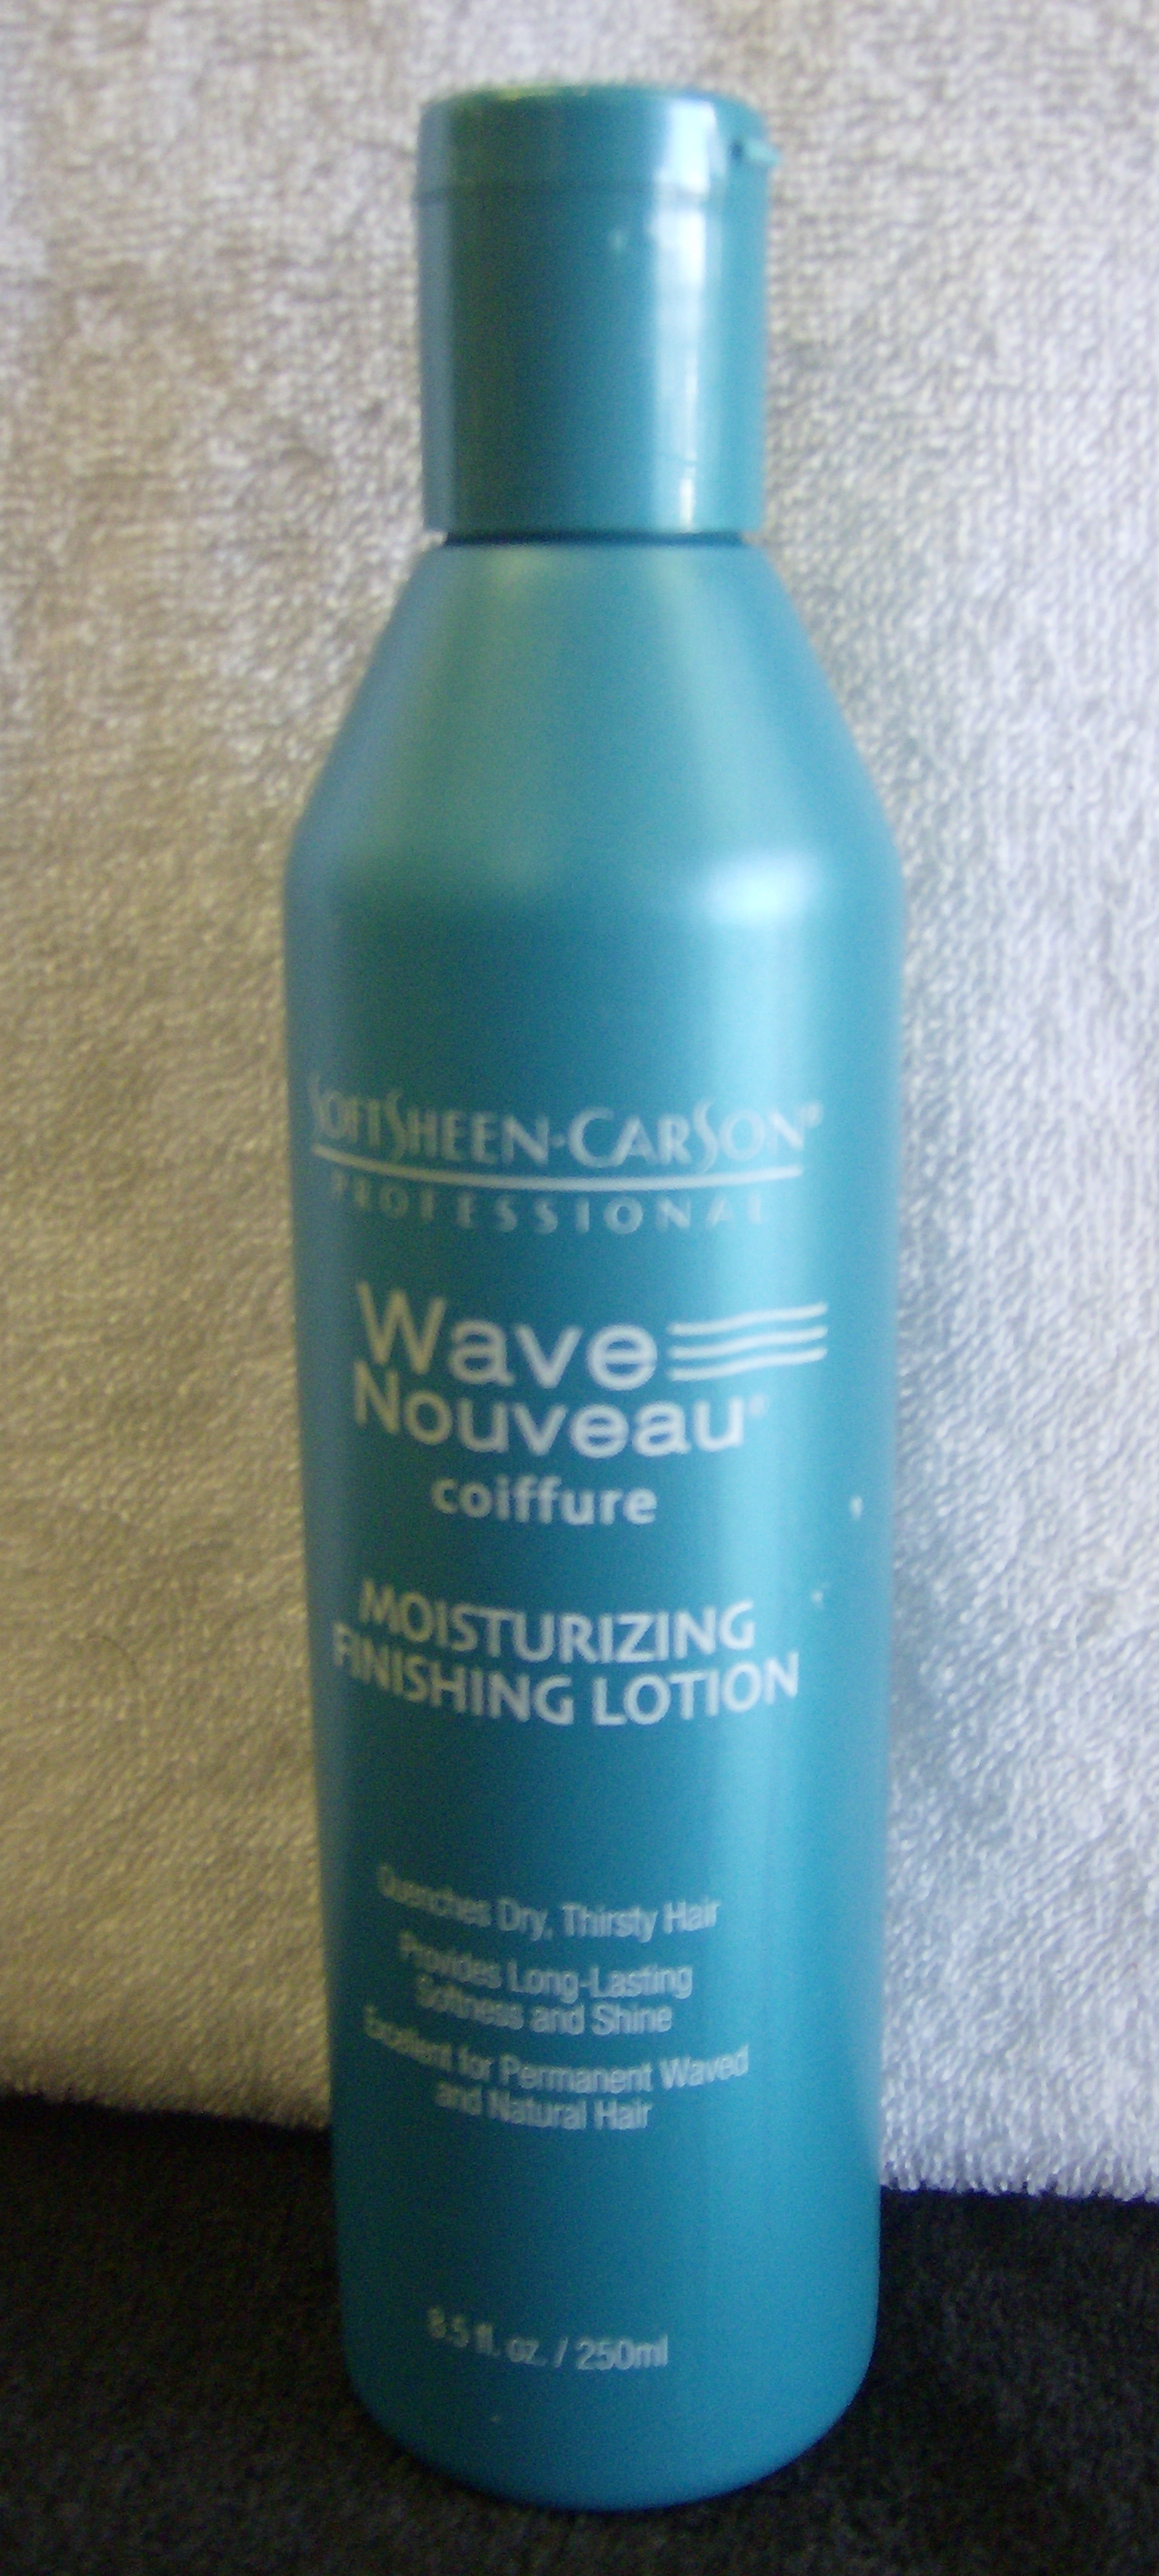 SOFTSHEEN·CARSON®
PROFESSIONAL
Wave
Nouveau®
coiffure
MOISTURIZING
FINISHING LOTION
Quenches Dry, Thirsty Hair
Provides Long-Lasting
Softness and Shine
Excellent for Permanent Waved
and Natural Hair
8.5 fl. oz. / 250ml